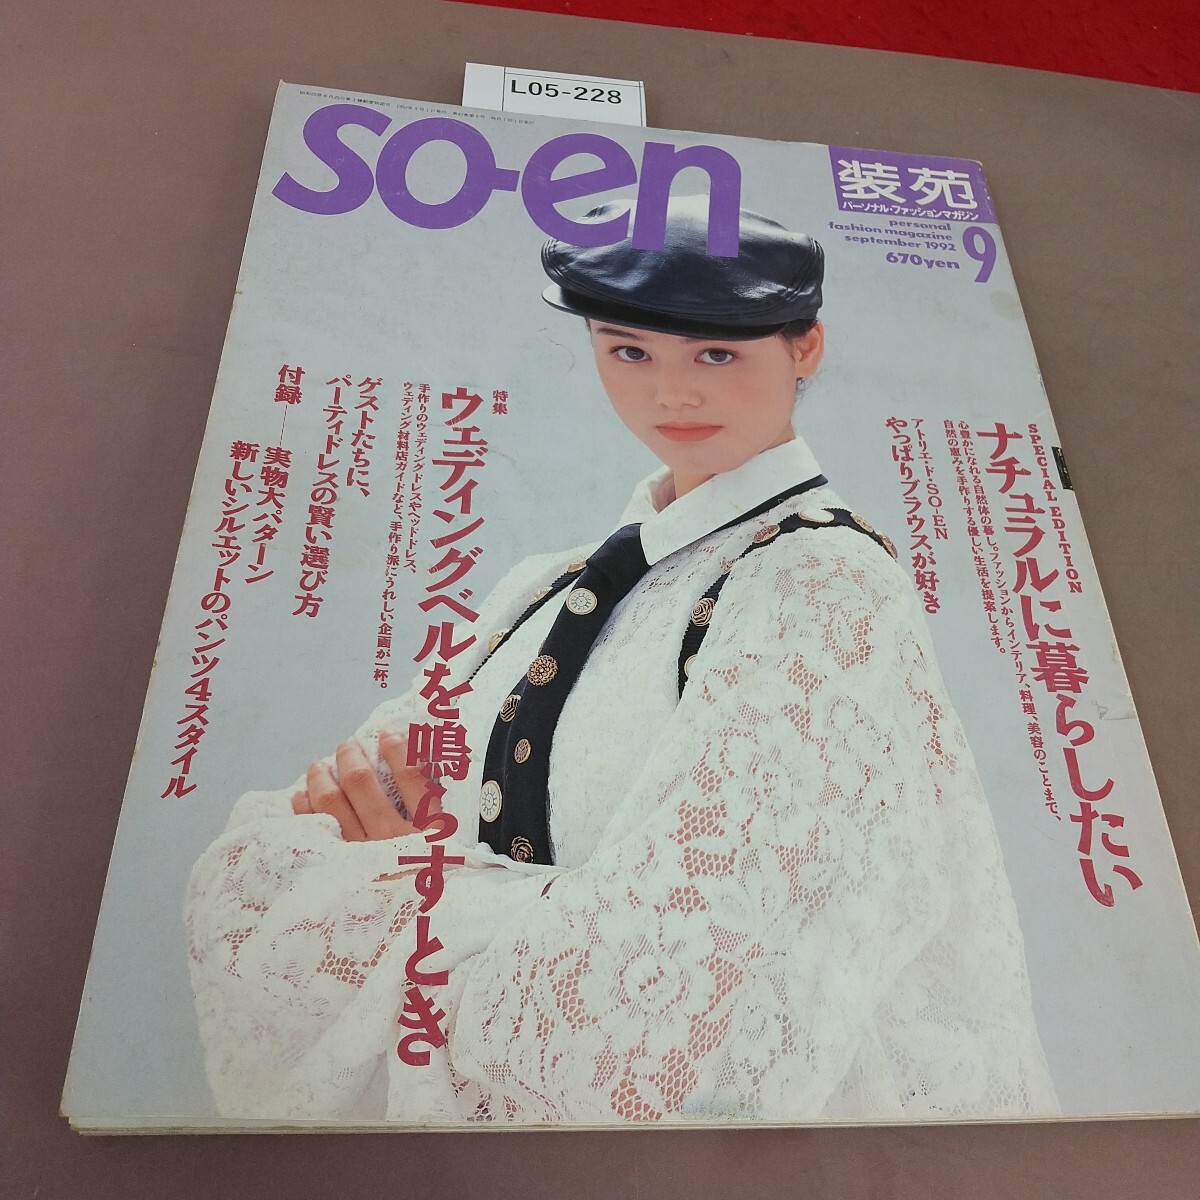 L05-228
so-en
装苑
パーソナル・ファッションマガジン
personal
fashion magazine
september 1992
670yen
9
SPECIAL EDITION
ナチュラルに暮らしたい
心豊かになれる自然体の暮し。ファッションからインテリア、料理、美容のことまで、
自然の恵みを手作りする優しい生活を提案します。
アトリエ・ド・SO-EN
やっぱりブラウスが好き
特集
ウェディングベルを鳴らすとき
手作りのウェディングドレスやヘッドドレス、
ウェディング材料店ガイドなど、手作り派にうれしい企画が一杯。
ゲストたちに、
パーティドレスの賢い選び方
付録──実物大パターン
新しいシルエットのパンツ4スタイル